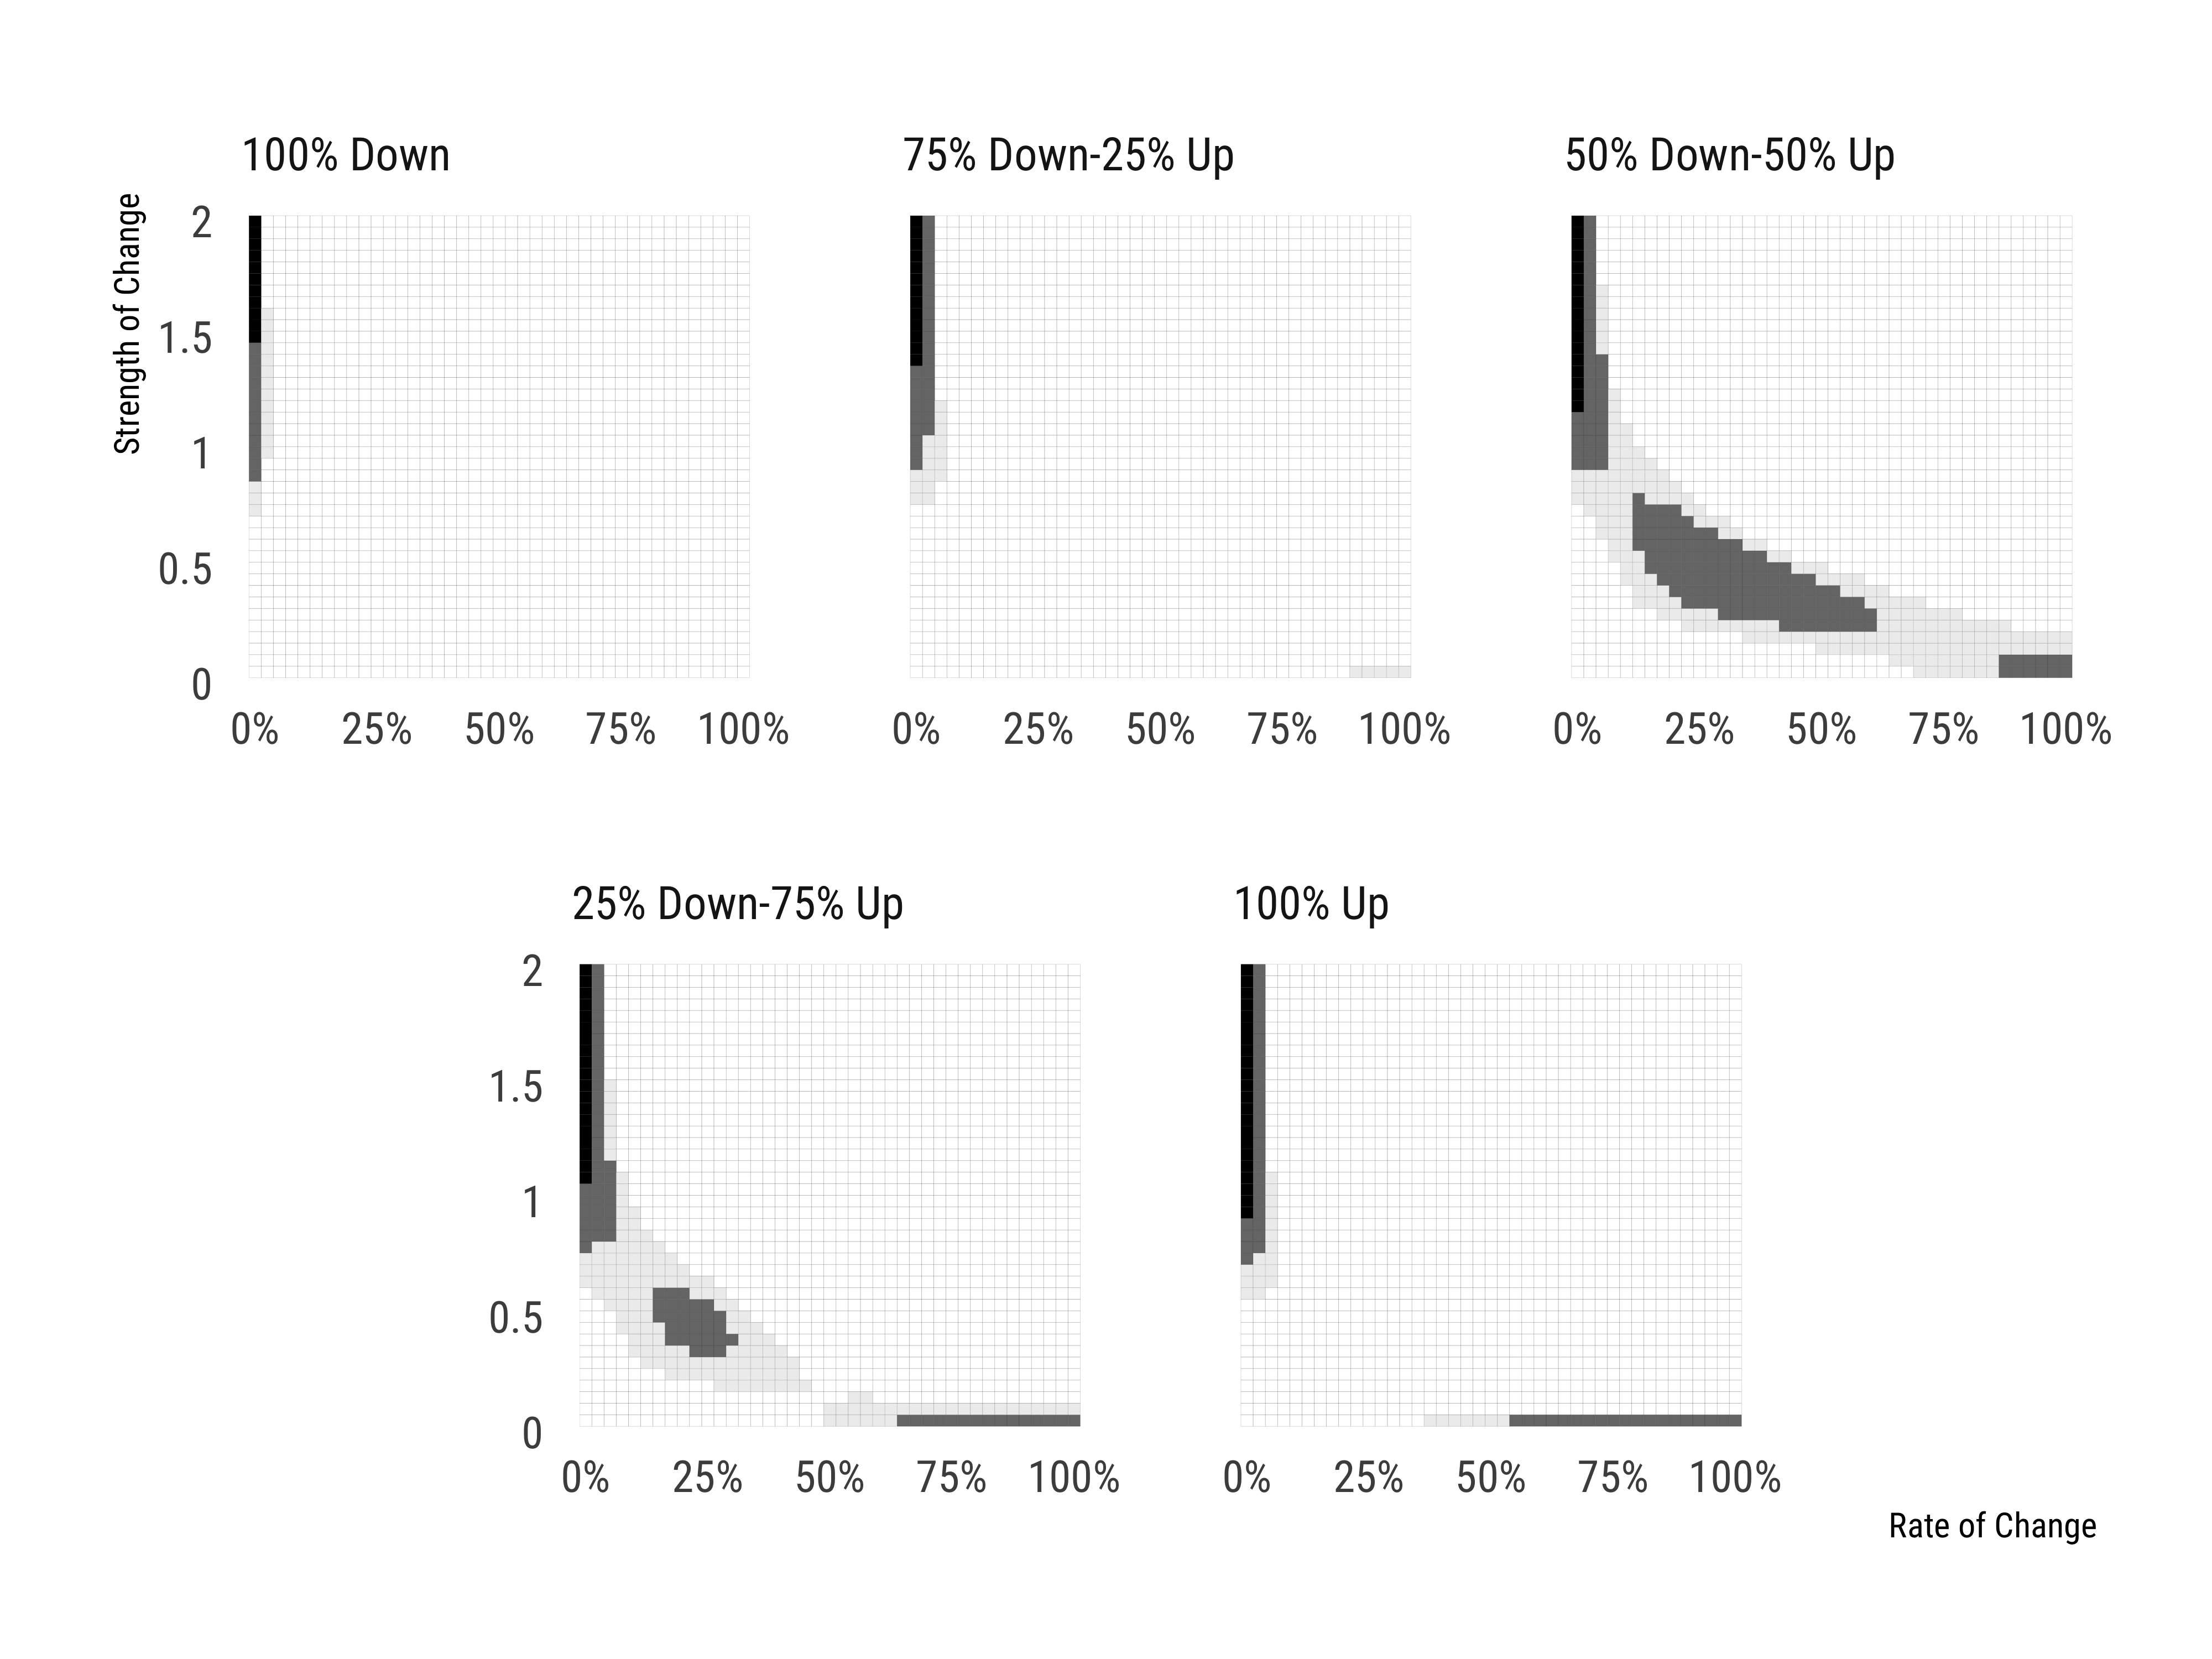 100% Down
75% Down-25% Up
50% Down-50% Up
Strength of Change
2
1.5
1
0.5
0
0% 25% 50% 75% 100%
0% 25% 50% 75% 100%
0% 25% 50% 75% 100%
25% Down-75% Up
100% Up
2
1.5
1
0.5
0
0% 25% 50% 75% 100%
0% 25% 50% 75% 100%
Rate of Change